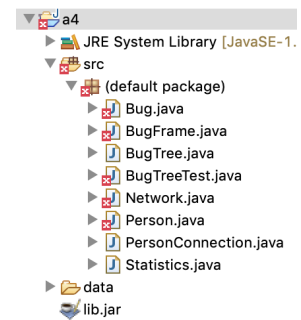 a4
JRE System Library [JavaSE-1.
src
(default package)
Bug.java
BugFrame.java
BugTree.java
BugTreeTest.java
Network.java
Person.java
PersonConnection.java
Statistics.java
data
lib.jar